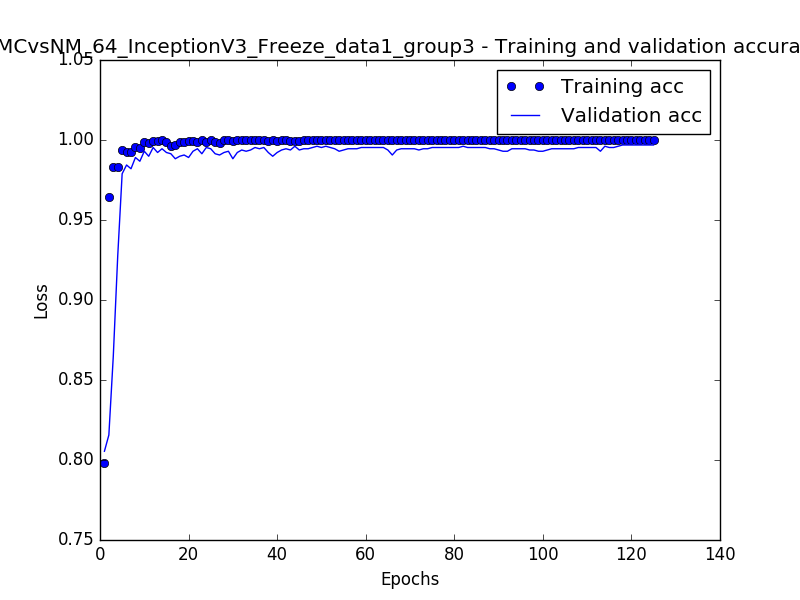 MCvsNM_64_InceptionV3_Freeze_data1_group3 - Training and validation accura
1.05
1.00
0.95
0.90
0.85
0.80
0.75
Loss
Training acc
Validation acc
0 20 40 60 80 100 120 140
Epochs